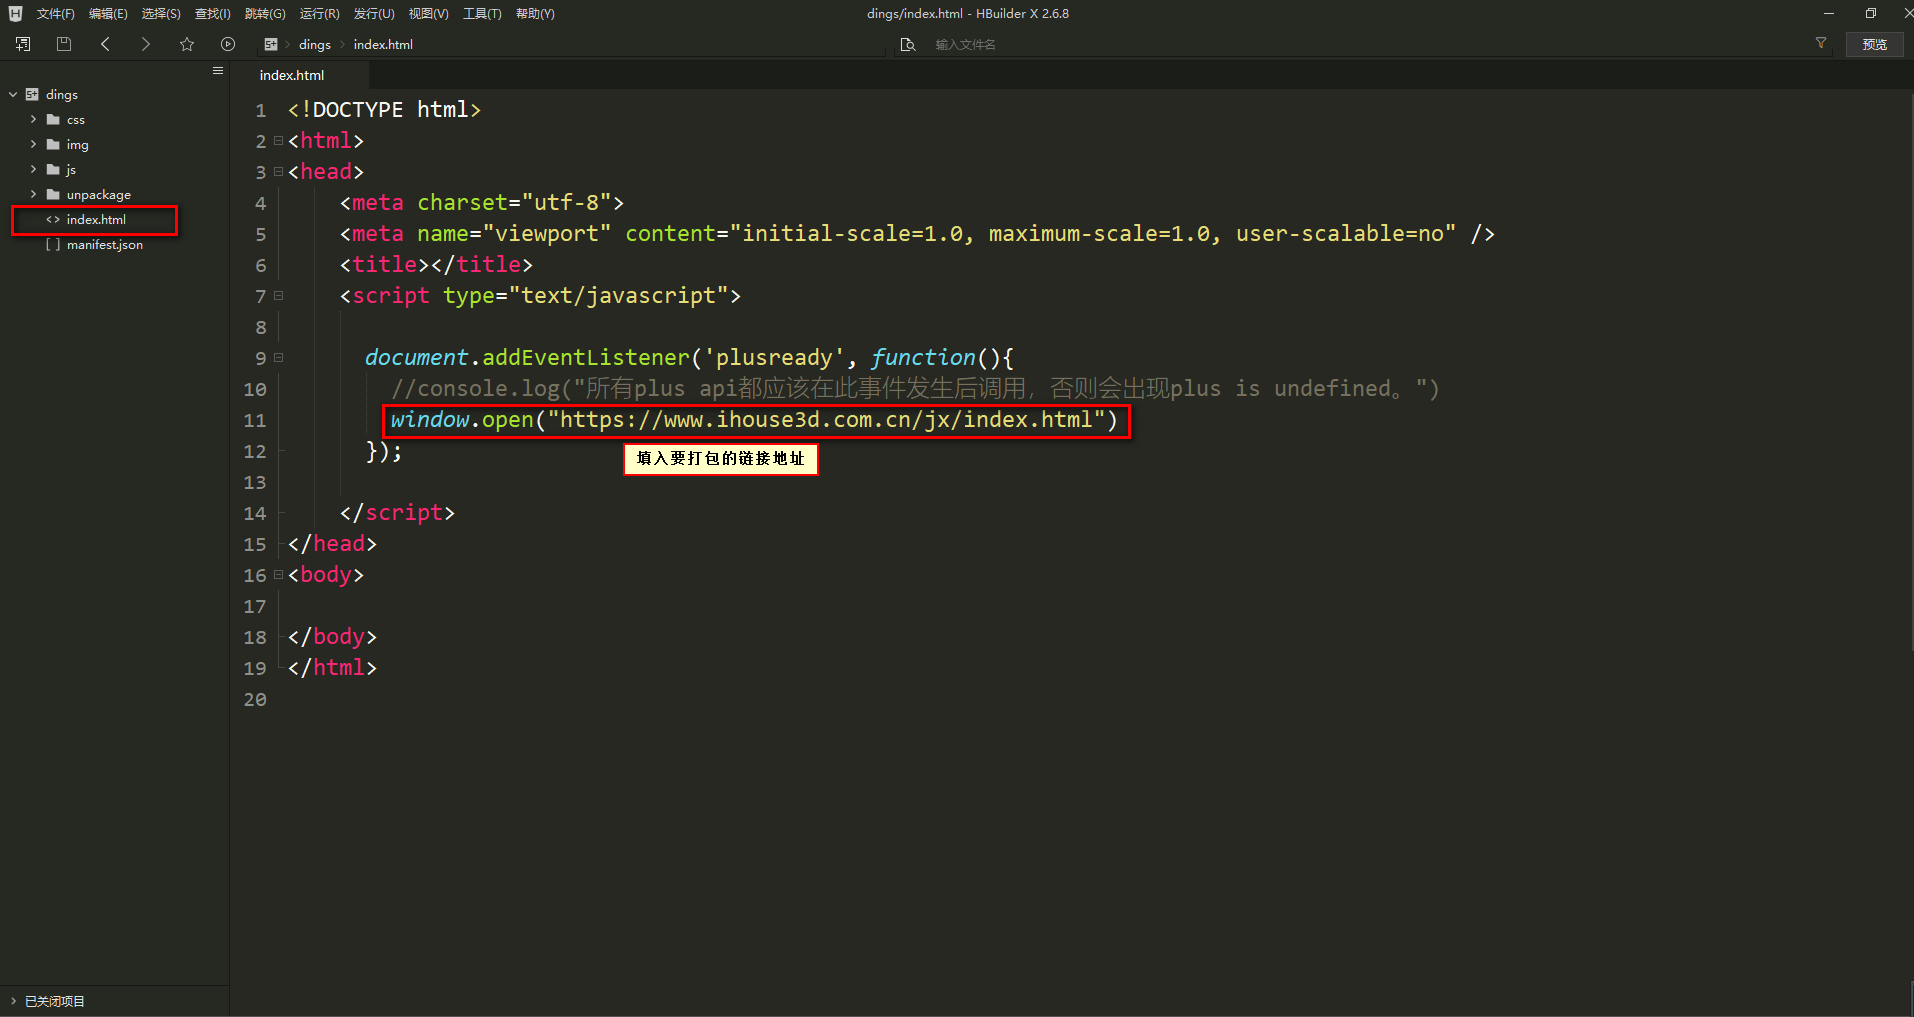 H 文件(F) 编辑(E) 选择(S) 查找(I) 跳转(G) 运行(R) 发行(U) 视图(V) 工具(T) 帮助(Y) dings/index.html - HBuilder X 2.6.8
dings index.html 输入文件名 预览
index.html
dings
css
img
js
unpackage
<> index.html
[ ] manifest.json
1 <!DOCTYPE html>
2 <html>
3 <head>
4 <meta charset="utf-8">
5 <meta name="viewport" content="initial-scale=1.0, maximum-scale=1.0, user-scalable=no" />
6 <title></title>
7 <script type="text/javascript">
8
9 document.addEventListener('plusready', function(){
10 //console.log("所有plus api都应该在此事件发生后调用，否则会出现plus is undefined。")
11 window.open("https://www.ihouse3d.com.cn/jx/index.html")
12 });
填入要打包的链接地址
13
14 </script>
15 </head>
16 <body>
17
18 </body>
19 </html>
20
已关闭项目